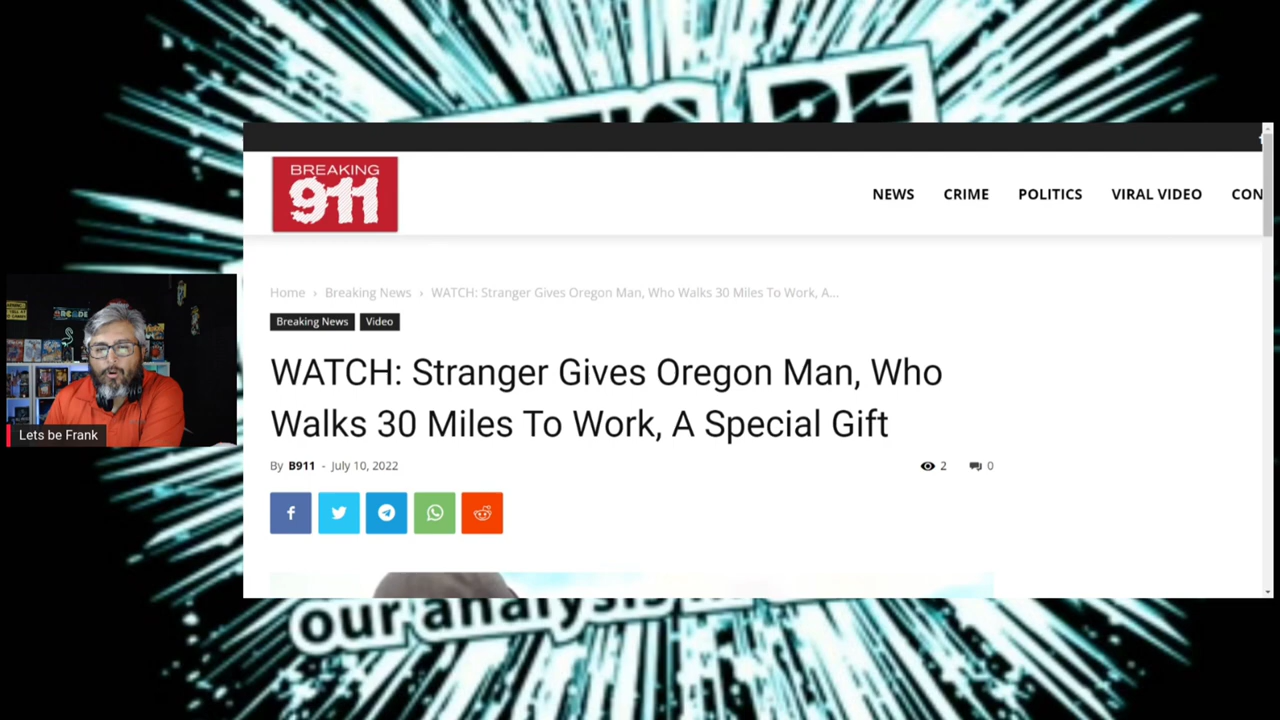 BE
BREAKING
911
NEWS CRIME POLITICS VIRAL VIDEO CON
Home › Breaking News › WATCH: Stranger Gives Oregon Man, Who Walks 30 Miles To Work, A...
Breaking News Video
WATCH: Stranger Gives Oregon Man, Who
Walks 30 Miles To Work, A Special Gift
By B911 - July 10, 2022 2 0
ARCADE
Lets be Frank
our analysis